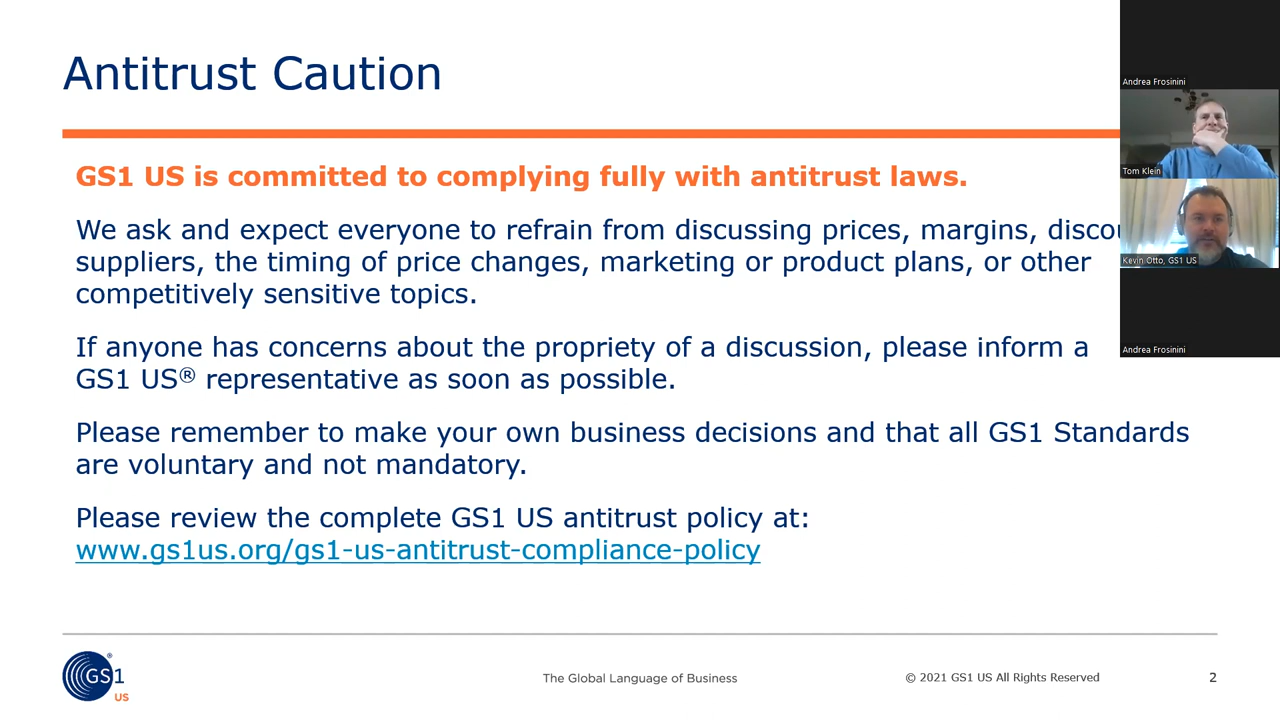 Antitrust Caution
GS1 US is committed to complying fully with antitrust laws.
We ask and expect everyone to refrain from discussing prices, margins, discou
suppliers, the timing of price changes, marketing or product plans, or other
competitively sensitive topics.
If anyone has concerns about the propriety of a discussion, please inform a
GS1 US® representative as soon as possible.
Please remember to make your own business decisions and that all GS1 Standards
are voluntary and not mandatory.
Please review the complete GS1 US antitrust policy at:
www.gs1us.org/gs1-us-antitrust-compliance-policy
Andrea Frosinini
Tom Klein
Kevin Otto, GS1 US
Andrea Frosinini
GS1®
US
The Global Language of Business
© 2021 GS1 US All Rights Reserved
2